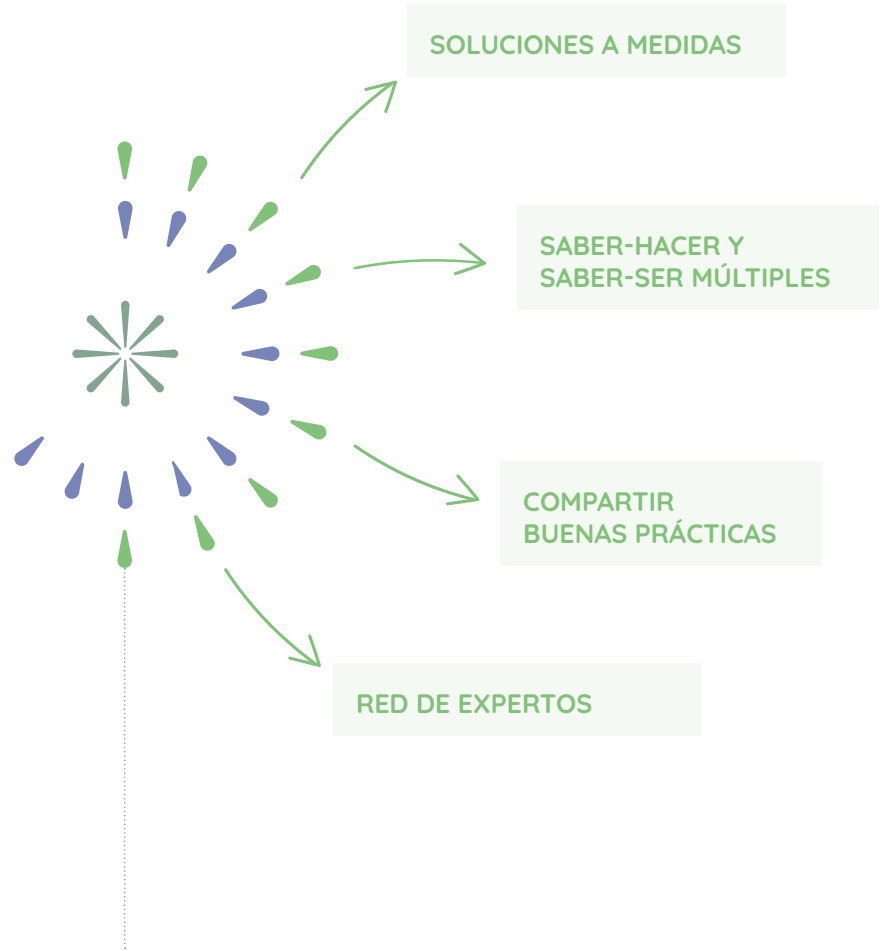 SOLUCIONES A MEDIDAS
SABER-HACER Y
SABER-SER MÚLTIPLES
COMPARTIR
BUENAS PRÁCTICAS
RED DE EXPERTOS